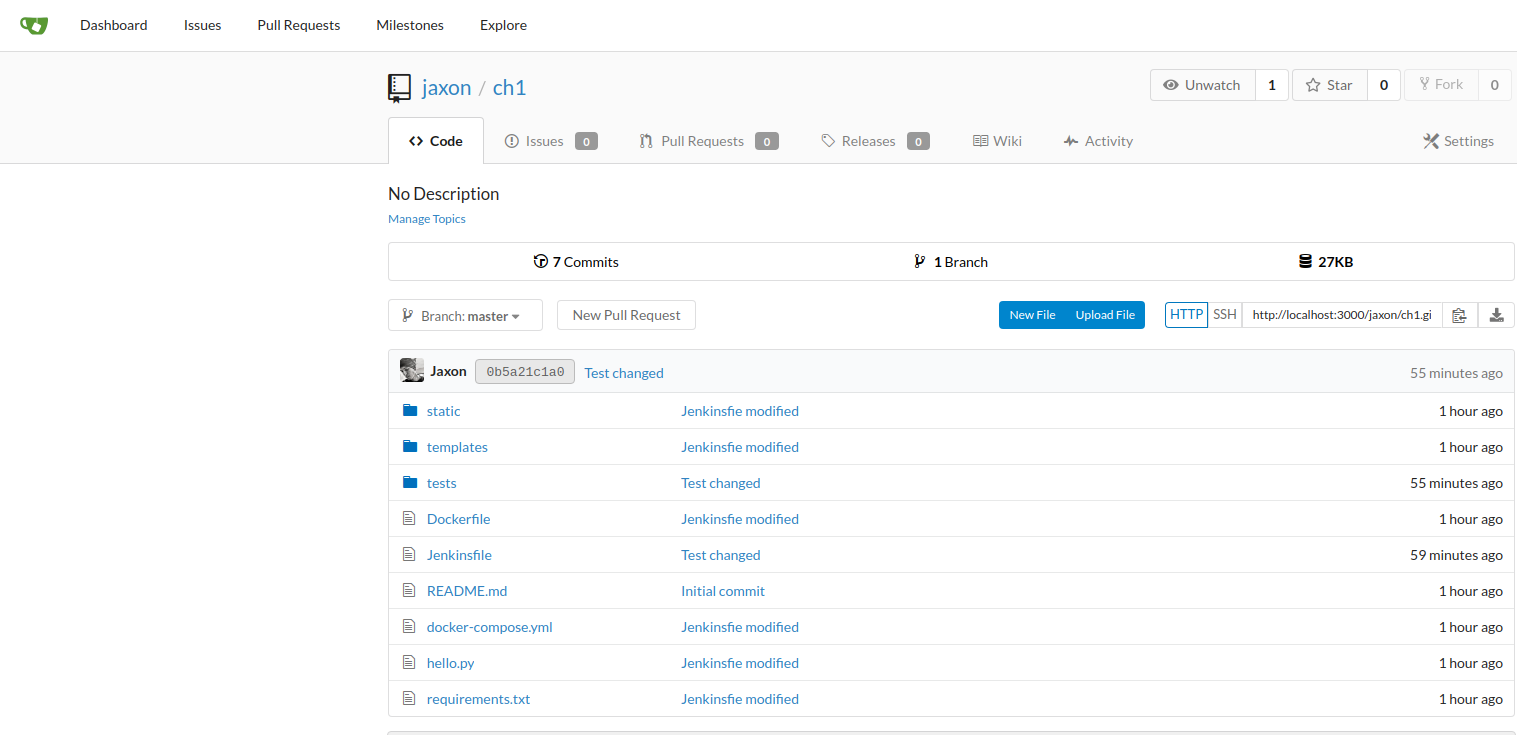 Dashboard Issues Pull Requests Milestones Explore
jaxon / ch1 Unwatch 1 Star 0 Fork 0
Code Issues 0 Pull Requests 0 Releases 0 Wiki Activity Settings
No Description
Manage Topics
7 Commits 1 Branch 27KB
Branch: master New Pull Request New File Upload File HTTP SSH http://localhost:3000/jaxon/ch1.gi
Jaxon 0b5a21c1a0 Test changed 55 minutes ago
static Jenkinsfie modified 1 hour ago
templates Jenkinsfie modified 1 hour ago
tests Test changed 55 minutes ago
Dockerfile Jenkinsfie modified 1 hour ago
Jenkinsfile Test changed 59 minutes ago
README.md Initial commit 1 hour ago
docker-compose.yml Jenkinsfie modified 1 hour ago
hello.py Jenkinsfie modified 1 hour ago
requirements.txt Jenkinsfie modified 1 hour ago